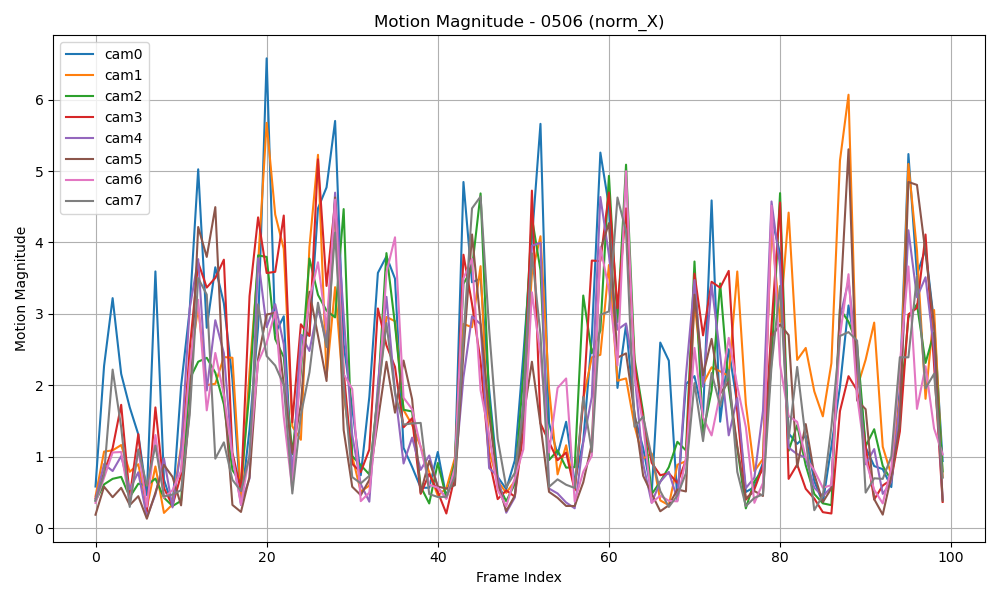 Motion Magnitude - 0506 (norm_X)
cam0
cam1
cam2
cam3
cam4
cam5
cam6
cam7
Motion Magnitude
6
5
4
3
2
1
0
0 20 40 60 80 100
Frame Index